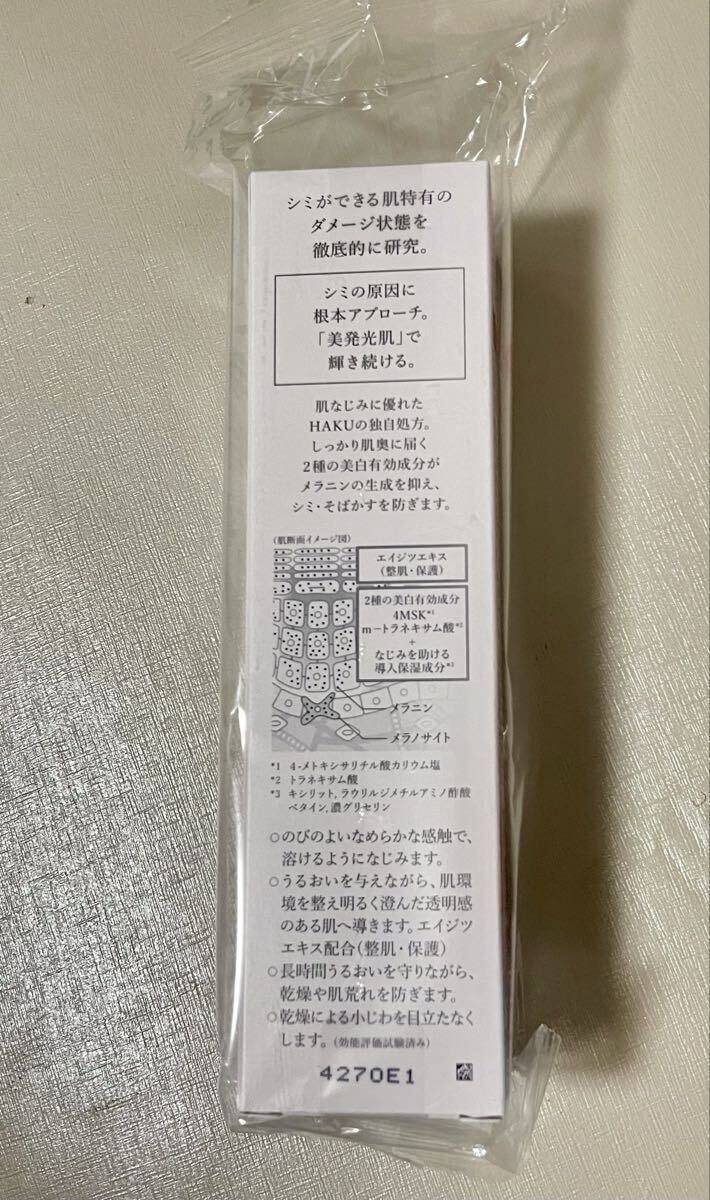 シミができる肌特有の
ダメージ状態を
徹底的に研究。
シミの原因に
根本アプローチ。
「美発光肌」で
輝き続ける。
肌なじみに優れた
HAKUの独自処方。
しっかり肌奥に届く
2種の美白有効成分が
メラニンの生成を抑え、
シミ・そばかすを防ぎます。
(肌断面イメージ図)
エイジツエキス
(整肌・保護)
2種の美白有効成分
4MSK*1
m−トラネキサム酸*2
+
なじみを助ける
導入保湿成分*3
メラニン
メラノサイト
*1 4-メトキシサリチル酸カリウム塩
*2 トラネキサム酸
*3 キシリット, ラウリルジメチルアミノ酢酸
ベタイン, 濃グリセリン
○のびのよいなめらかな感触で、
溶けるようになじみます。
○うるおいを与えながら、肌環
境を整え明るく澄んだ透明感
のある肌へ導きます。エイジツ
エキス配合(整肌・保護)
○長時間うるおいを守りながら、
乾燥や肌荒れを防ぎます。
○乾燥による小じわを目立たなく
します。(効能評価試験済み)
4270E1